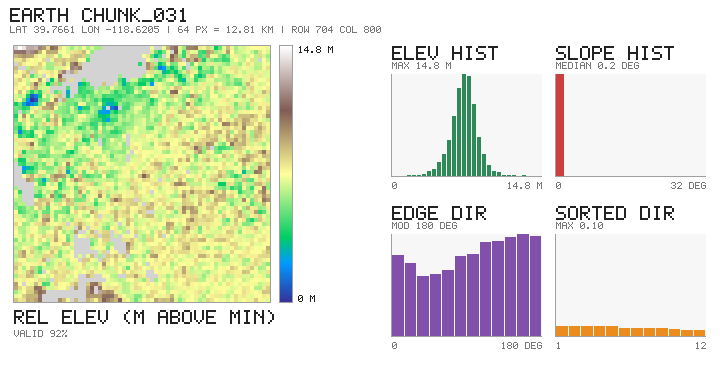 EARTH CHUNK_031
LAT 39.7661 LON -118.6205 | 64 PX = 12.81 KM | ROW 704 COL 800
14.8 M
0 M
REL ELEV (M ABOVE MIN)
VALID 92%
ELEV HIST
MAX 14.8 M
0 14.8 M
SLOPE HIST
MEDIAN 0.2 DEG
0 32 DEG
EDGE DIR
MOD 180 DEG
0 180 DEG
SORTED DIR
MAX 0.10
1 12